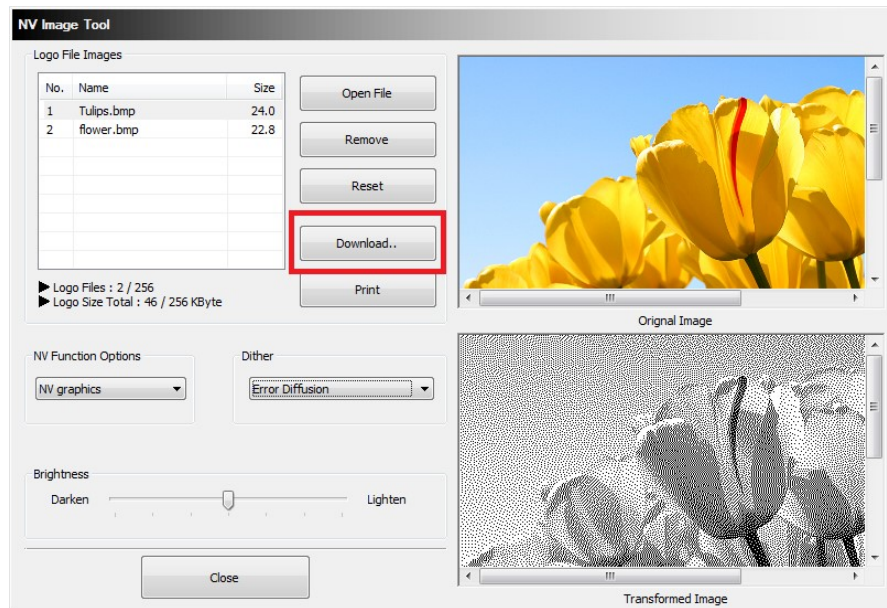 NV Image Tool
Logo File Images
No. Name Size
1 Tulips.bmp 24.0
2 flower.bmp 22.8
Open File
Remove
Reset
Download..
Print
Logo Files : 2 / 256
Logo Size Total : 46 / 256 KByte
Orignal Image
NV Function Options
NV graphics
Dither
Error Diffusion
Brightness
Darken
Lighten
Close
Transformed Image